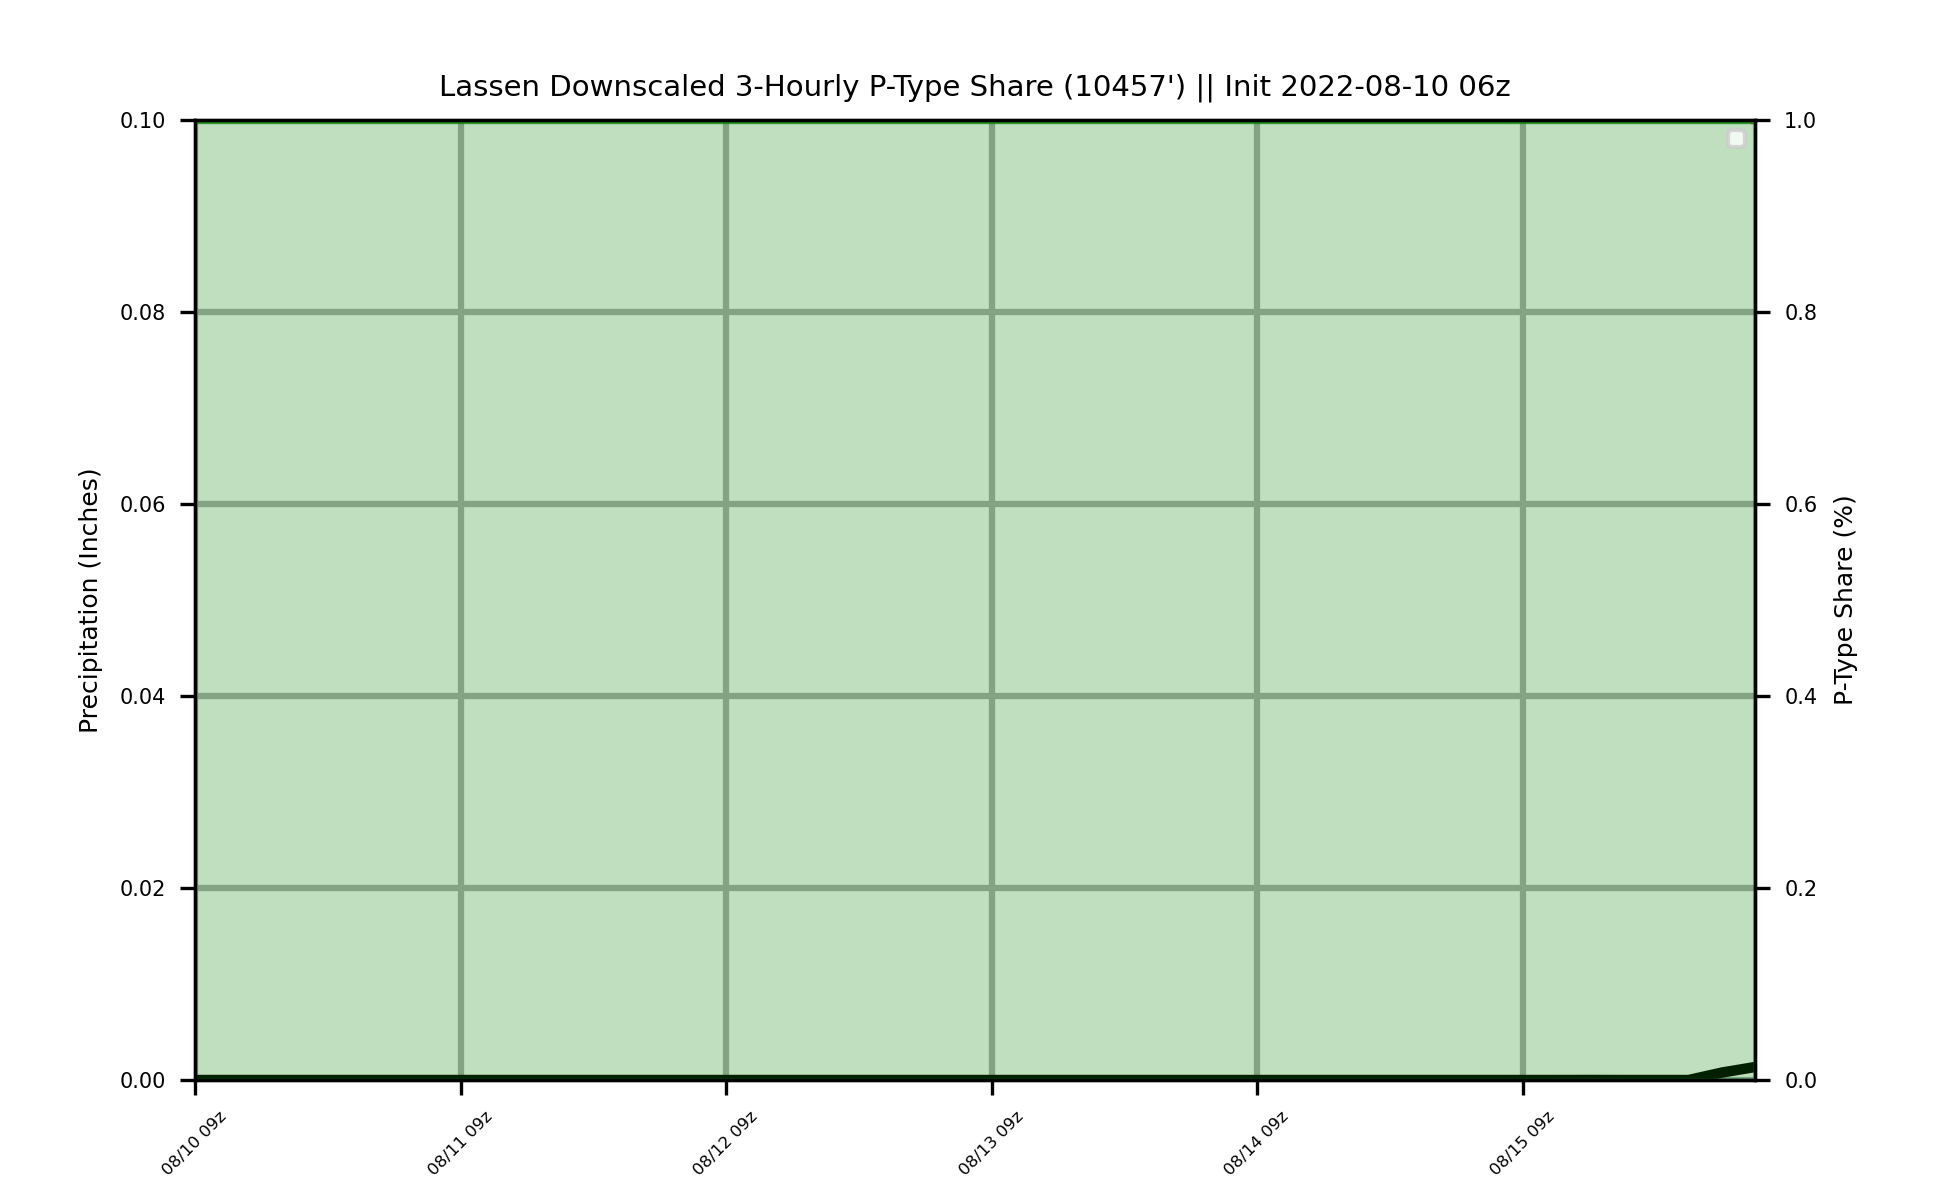 Lassen Downscaled 3-Hourly P-Type Share (10457') || Init 2022-08-10 06z
Precipitation (Inches)
0.10
0.08
0.06
0.04
0.02
0.00
1.0
0.8
0.6
0.4
0.2
0.0
P-Type Share (%)
08/10 09z
08/11 09z
08/12 09z
08/13 09z
08/14 09z
08/15 09z